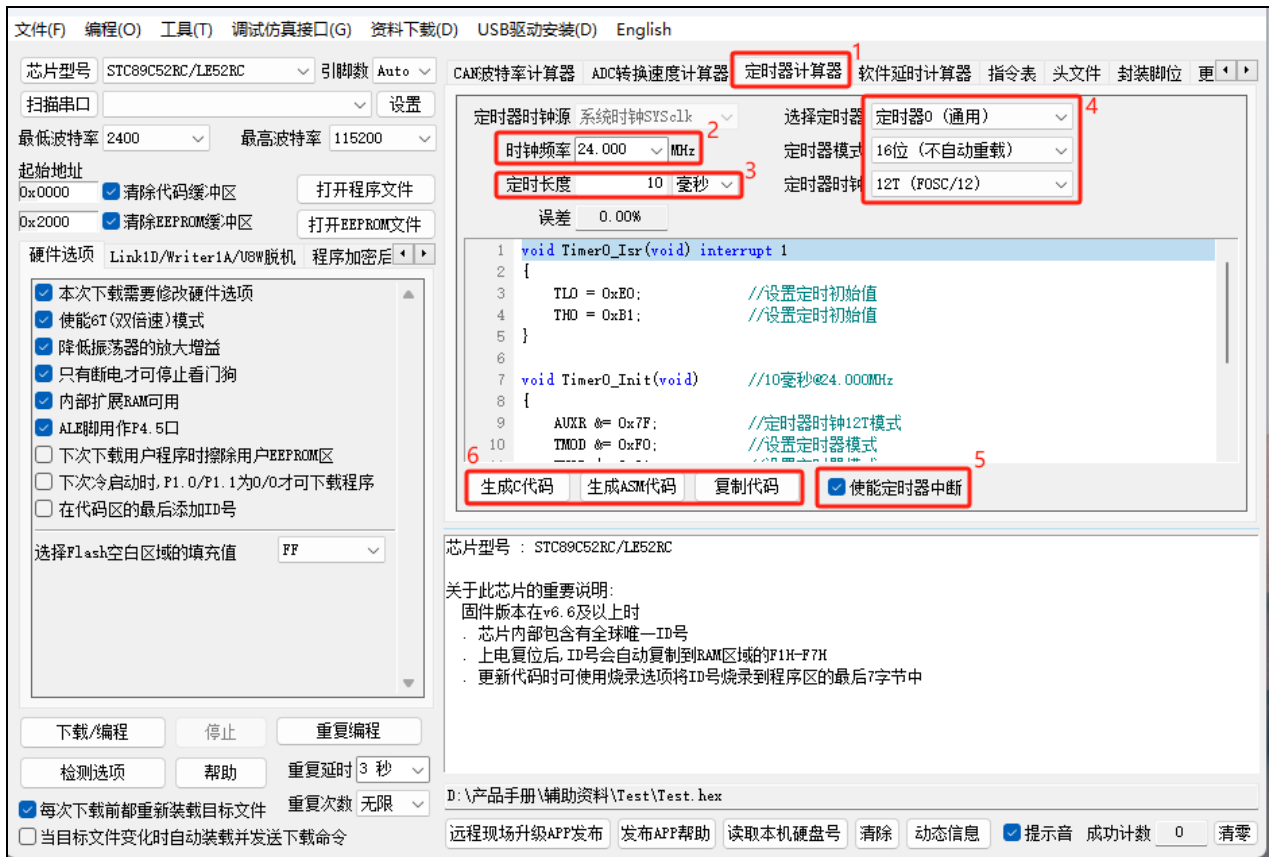 文件(F) 编程(O) 工具(T) 调试仿真接口(G) 资料下载(D) USB驱动安装(D) English
芯片型号 STC89C52RC/LE52RC 引脚数 Auto
扫描串口 设置
最低波特率 2400 最高波特率 115200
起始地址
0x0000 清除代码缓冲区 打开程序文件
0x2000 清除EEPROM缓冲区 打开EEPROM文件
硬件选项 Link1D/Writer1A/U8W脱机 程序加密后
本次下载需要修改硬件选项
使能6T(双倍速)模式
降低振荡器的放大增益
只有断电才可停止看门狗
内部扩展RAM可用
ALE脚用作P4.5口
下次下载用户程序时擦除用户EEPROM区
下次冷启动时,P1.0/P1.1为0/0才可下载程序
在代码区的最后添加ID号
选择Flash空白区域的填充值 FF
下载/编程 停止 重复编程
检测选项 帮助 重复延时 3 秒
每次下载前都重新装载目标文件 重复次数 无限
当目标文件变化时自动装载并发送下载命令
1
CAN波特率计算器 ADC转换速度计算器 定时器计算器 软件延时计算器 指令表 头文件 封装脚位 更
定时器时钟源 系统时钟SYSclk 选择定时器 定时器0 (通用) 4
2
时钟频率 24.000 MHz 定时器模式 16位 (不自动重载)
3
定时长度 10 毫秒 定时器时钟 12T (FOSC/12)
误差 0.00%
1 void Timer0_Isr(void) interrupt 1
2 {
3 TL0 = 0xE0; //设置定时初始值
4 TH0 = 0xB1; //设置定时初始值
5 }
6
7 void Timer0_Init(void) //10毫秒@24.000MHz
8 {
9 AUXR &= 0x7F; //定时器时钟12T模式
10 TMOD &= 0xF0; //设置定时器模式
6 5
生成C代码 生成ASM代码 复制代码 使能定时器中断
芯片型号 : STC89C52RC/LE52RC
关于此芯片的重要说明:
固件版本在v6.6及以上时
. 芯片内部包含有全球唯一ID号
. 上电复位后,ID号会自动复制到RAM区域的F1H-F7H
. 更新代码时可使用烧录选项将ID号烧录到程序区的最后7字节中
D:\产品手册\辅助资料\Test\Test.hex
远程现场升级APP发布 发布APP帮助 读取本机硬盘号 清除 动态信息 提示音 成功计数 0 清零